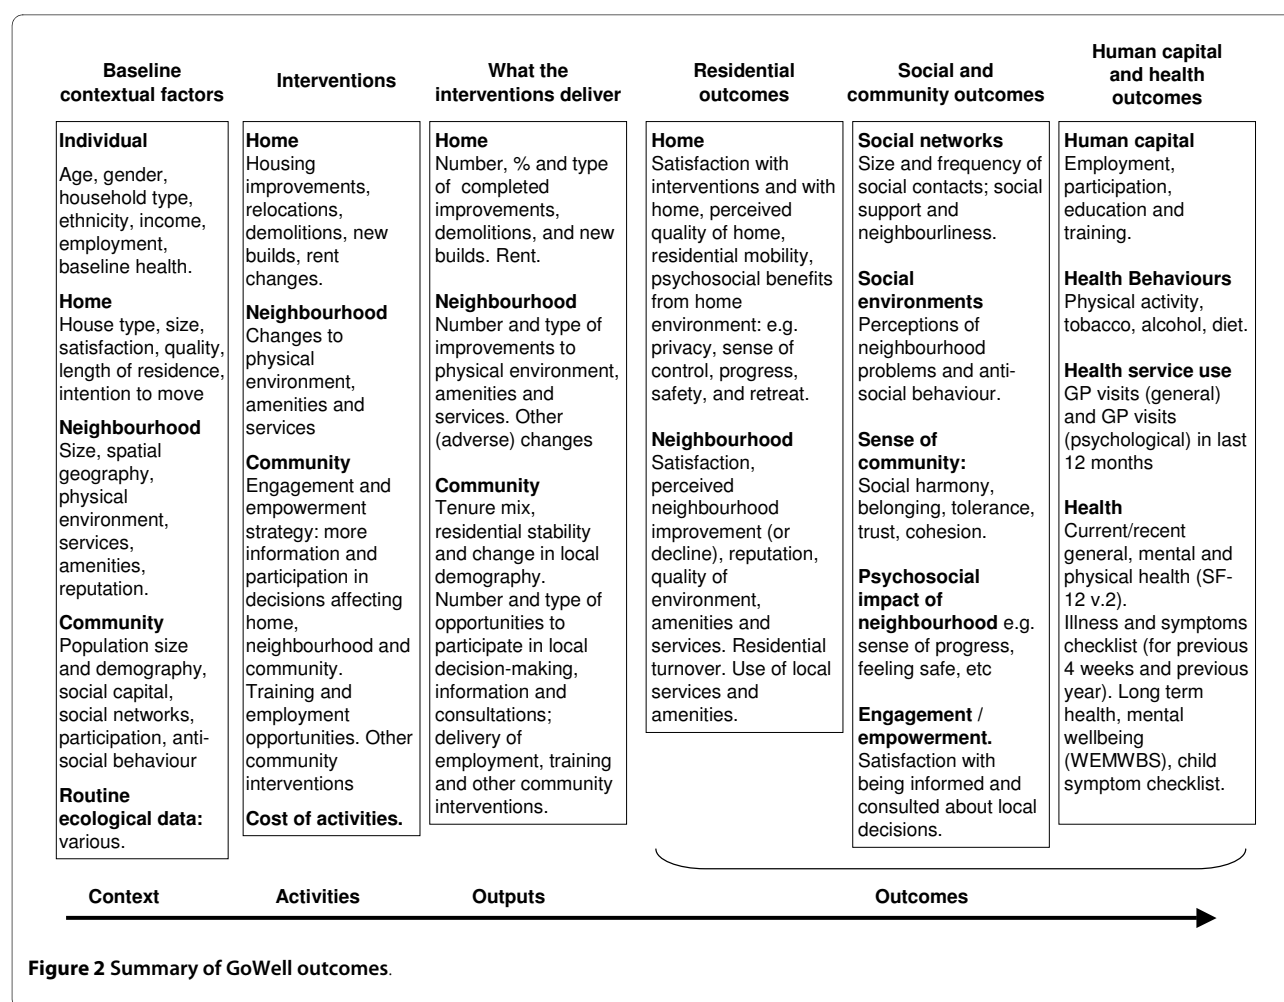 Baseline
contextual factors
Individual
Age, gender,
household type,
ethnicity, income,
employment,
baseline health.
Home
House type, size,
satisfaction, quality,
length of residence,
intention to move
Neighbourhood
Size, spatial
geography,
physical
environment,
services,
amenities,
reputation.
Community
Population size
and demography,
social capital,
social networks,
participation, anti-
social behaviour
Routine
ecological data:
various.
Interventions
Home
Housing
improvements,
relocations,
demolitions, new
builds, rent
changes.
Neighbourhood
Changes to
physical
environment,
amenities and
services
Community
Engagement and
empowerment
strategy: more
information and
participation in
decisions affecting
home,
neighbourhood and
community.
Training and
employment
opportunities. Other
community
interventions
Cost of activities.
What the
interventions deliver
Home
Number, % and type
of completed
improvements,
demolitions, and new
builds. Rent.
Neighbourhood
Number and type of
improvements to
physical environment,
amenities and
services. Other
(adverse) changes
Community
Tenure mix,
residential stability
and change in local
demography.
Number and type of
opportunities to
participate in local
decision-making,
information and
consultations;
delivery of
employment, training
and other community
interventions.
Residential
outcomes
Home
Satisfaction with
interventions and with
home, perceived
quality of home,
residential mobility,
psychosocial benefits
from home
environment: e.g.
privacy, sense of
control, progress,
safety, and retreat.
Neighbourhood
Satisfaction,
perceived
neighbourhood
improvement (or
decline), reputation,
quality of
environment,
amenities and
services. Residential
turnover. Use of local
services and
amenities.
Social and
community outcomes
Social networks
Size and frequency of
social contacts; social
support and
neighbourliness.
Social
environments
Perceptions of
neighbourhood
problems and anti-
social behaviour.
Sense of
community:
Social harmony,
belonging, tolerance,
trust, cohesion.
Psychosocial
impact of
neighbourhood e.g.
sense of progress,
feeling safe, etc
Engagement /
empowerment.
Satisfaction with
being informed and
consulted about local
decisions.
Human capital
and health
outcomes
Human capital
Employment,
participation,
education and
training.
Health Behaviours
Physical activity,
tobacco, alcohol, diet.
Health service use
GP visits (general)
and GP visits
(psychological) in last
12 months
Health
Current/recent
general, mental and
physical health (SF-
12 v.2).
Illness and symptoms
checklist (for previous
4 weeks and previous
year). Long term
health, mental
wellbeing
(WEMWBS), child
symptom checklist.
Context
Activities
Outputs
Outcomes
Figure 2 Summary of GoWell outcomes.